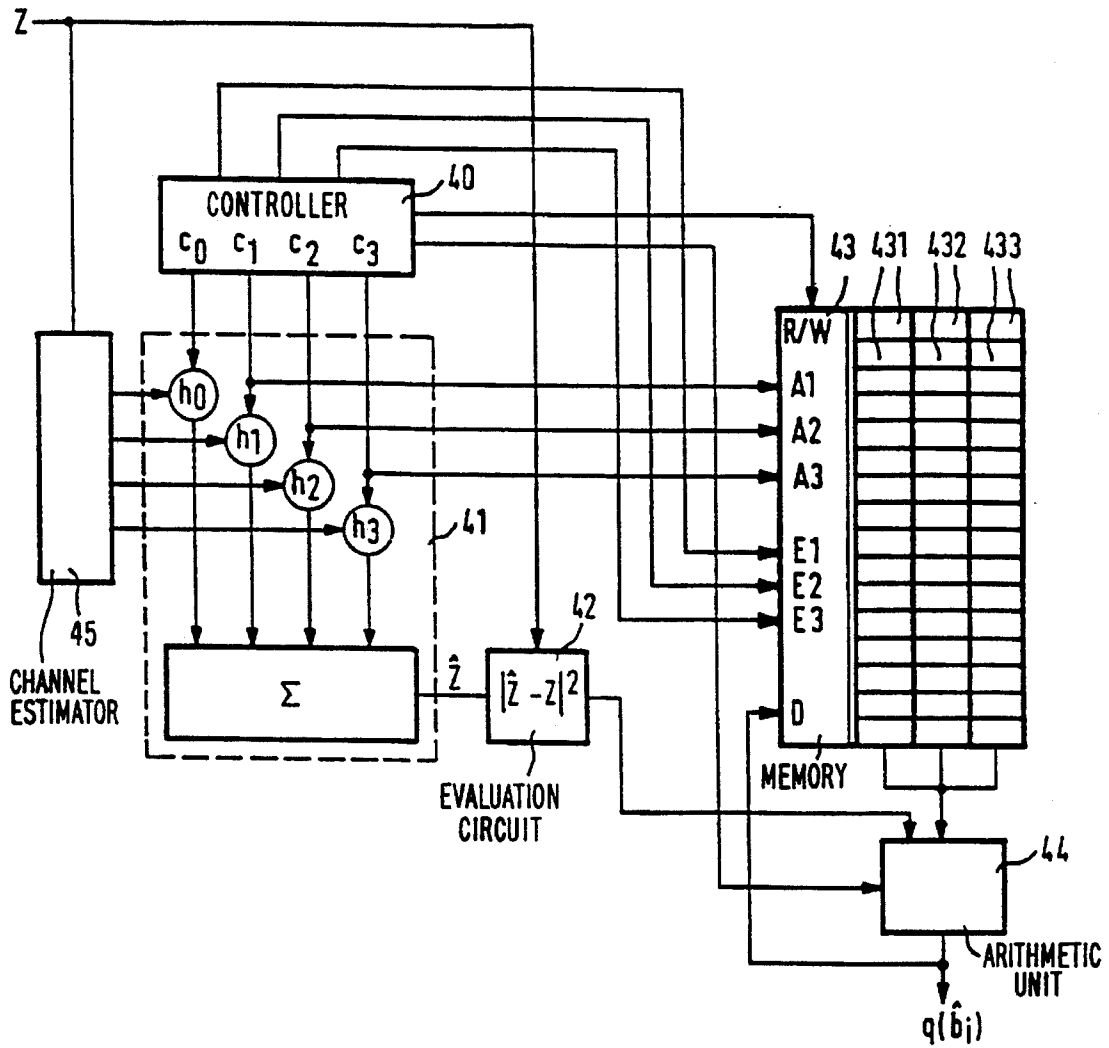 Z
CONTROLLER
40
c0 c1 c2 c3
43 431 432 433
R/W
h0
A1
h1
A2
h2
A3
h3
41
E1
E2
E3
45
42
CHANNEL
ESTIMATOR
Σ
Ẑ
|Ẑ - Z|²
D
MEMORY
EVALUATION
CIRCUIT
44
ARITHMETIC
UNIT
q(b̂i)